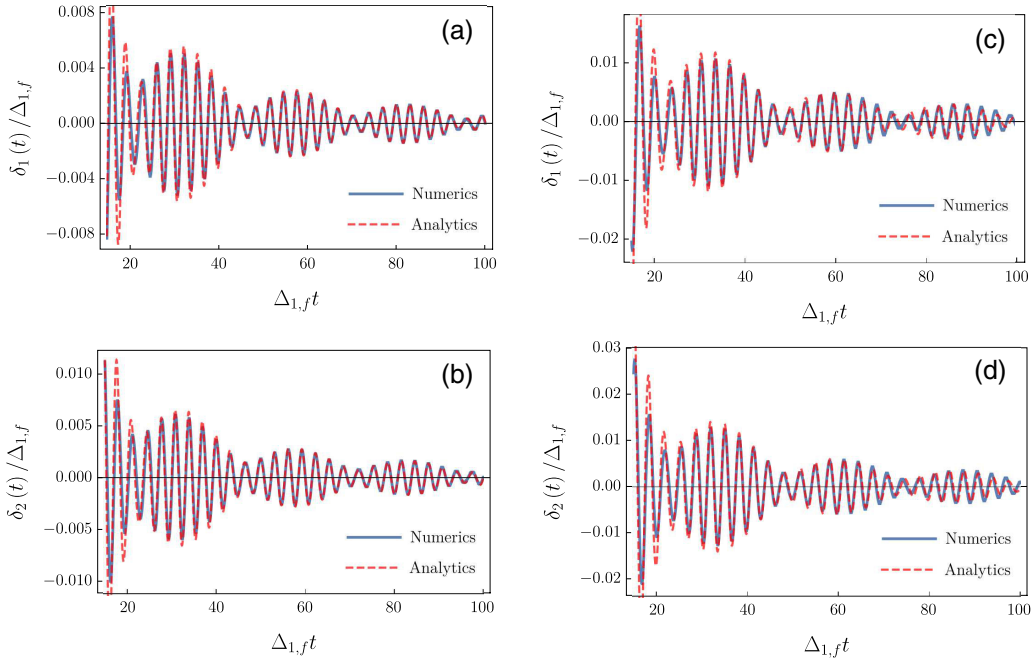 (a)
δ₁(t)/Δ₁,f
0.008
0.004
0.000
−0.004
−0.008
Numerics
Analytics
20 40 60 80 100
Δ₁,f t
(c)
δ₁(t)/Δ₁,f
0.01
0.00
−0.01
−0.02
Numerics
Analytics
20 40 60 80 100
Δ₁,f t
(b)
δ₂(t)/Δ₁,f
0.010
0.005
0.000
−0.005
−0.010
Numerics
Analytics
20 40 60 80 100
Δ₁,f t
(d)
δ₂(t)/Δ₁,f
0.03
0.02
0.01
0.00
−0.01
−0.02
Numerics
Analytics
20 40 60 80 100
Δ₁,f t